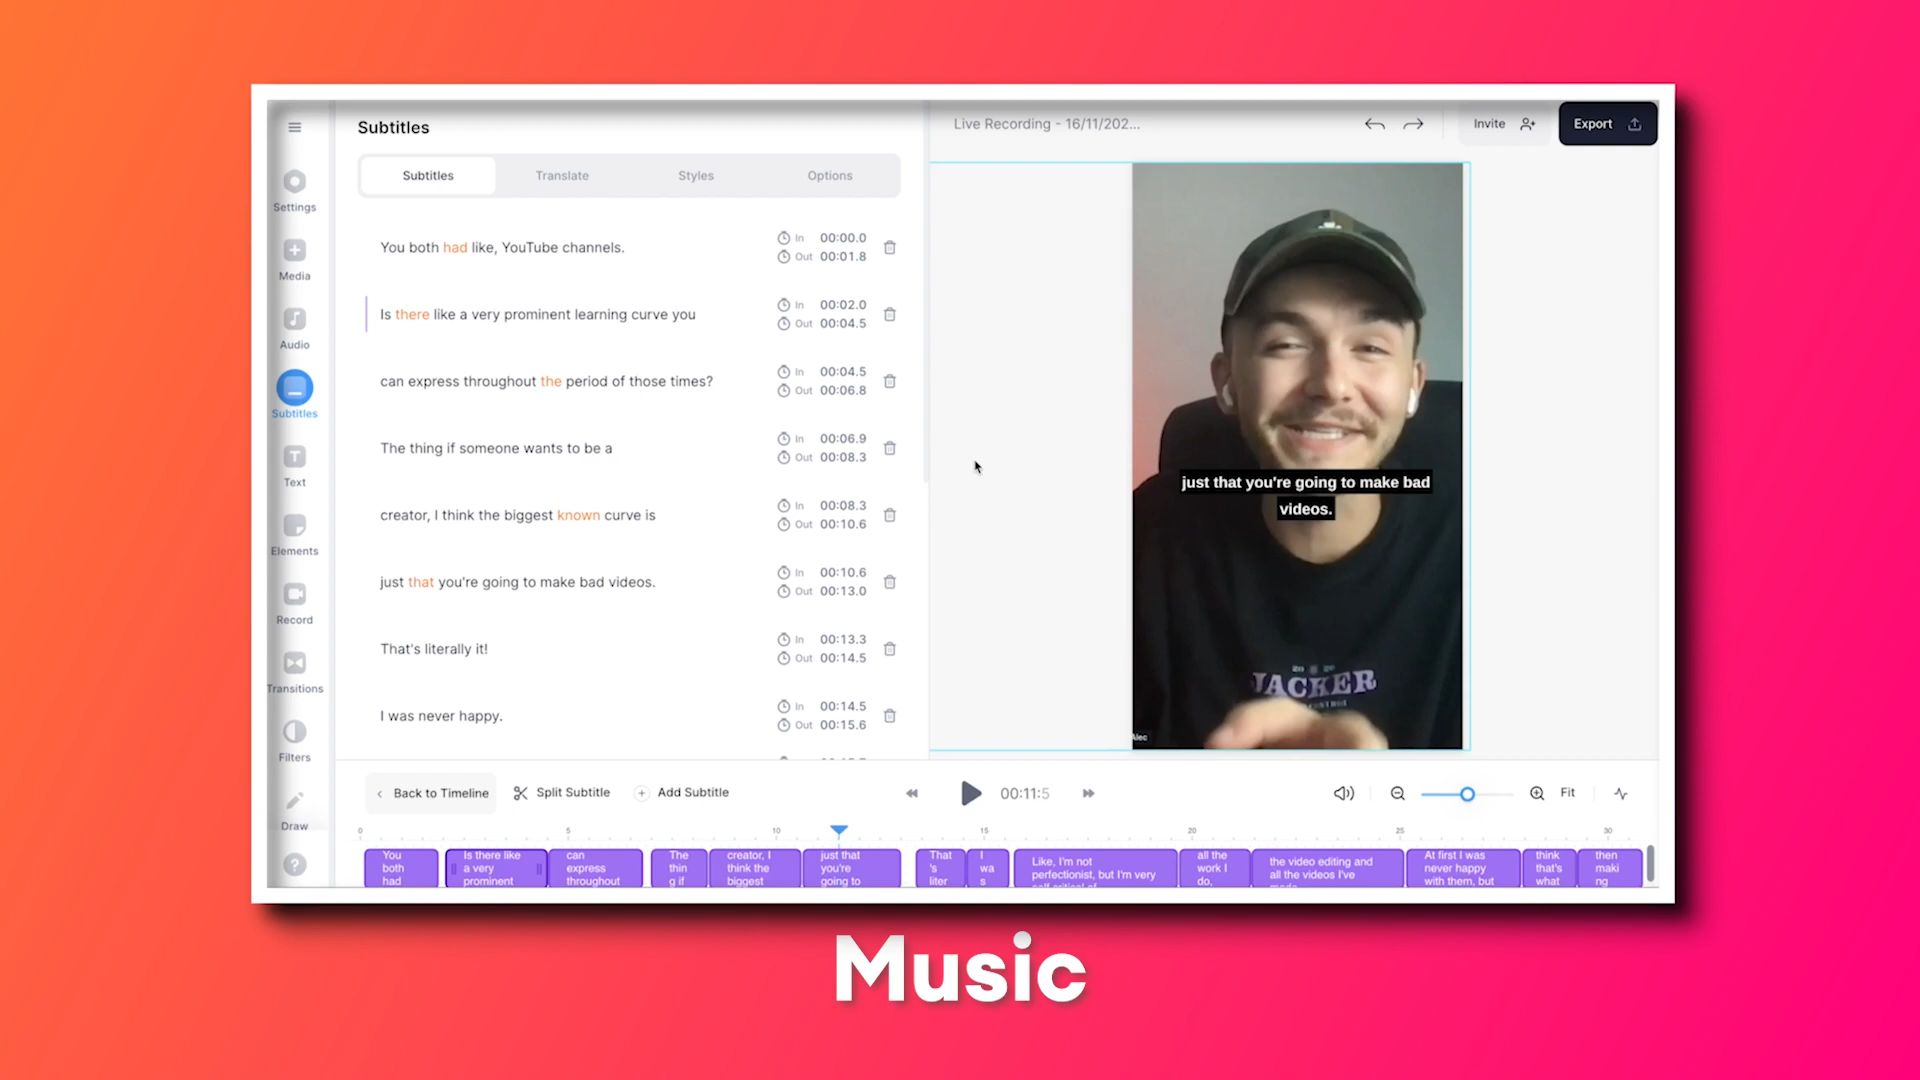 Subtitles
Live Recording - 16/11/202...
Invite
Export
Settings
Media
Audio
Subtitles
Text
Elements
Record
Transitions
Filters
Draw
?
Subtitles
Translate
Styles
Options
You both had like, YouTube channels.
In 00:00.0
Out 00:01.8
Is there like a very prominent learning curve you
In 00:02.0
Out 00:04.5
can express throughout the period of those times?
In 00:04.5
Out 00:06.8
The thing if someone wants to be a
In 00:06.9
Out 00:08.3
creator, I think the biggest known curve is
In 00:08.3
Out 00:10.6
just that you're going to make bad videos.
In 00:10.6
Out 00:13.0
That's literally it!
In 00:13.3
Out 00:14.5
I was never happy.
In 00:14.5
Out 00:15.6
just that you're going to make bad
videos.
JACKER
Alec
Back to Timeline
Split Subtitle
Add Subtitle
00:11:5
Fit
0
5
10
15
20
25
30
You
both
had
Is there like
a very
prominent
can
express
throughout
The
thin
g if
creator, I
think the
biggest
just that
you're
going to
That
's
liter
I
wa
s
Like, I'm not
perfectionist, but I'm very
all the
work I
do,
the video editing and
all the videos I've
At first I was
never happy
with them, but
think
that's
what
then
maki
ng
Music